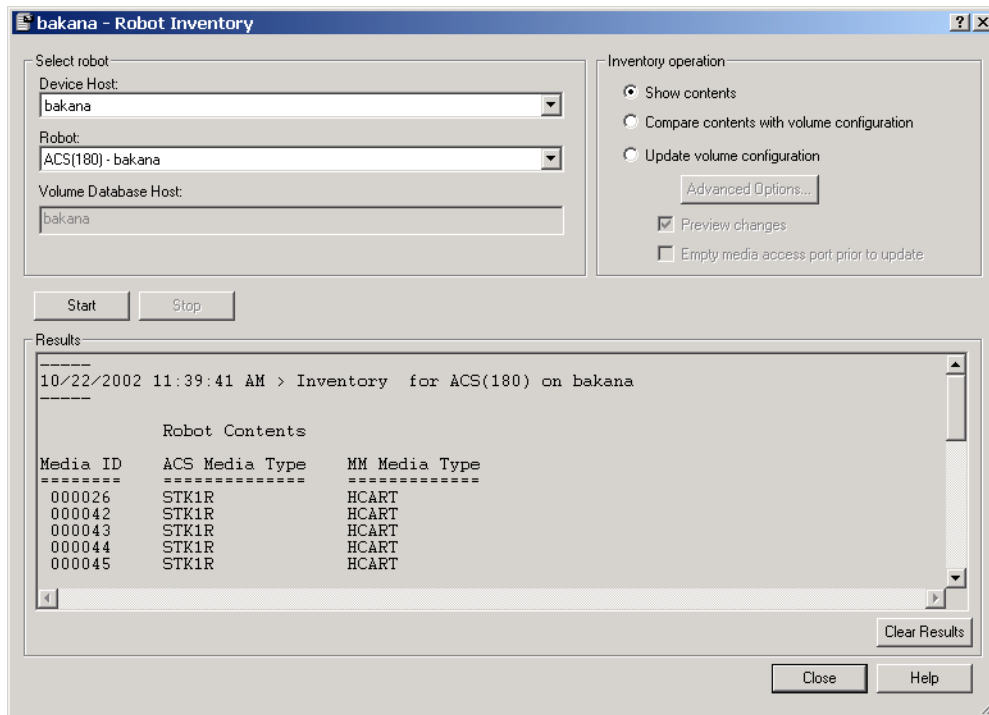 bakana - Robot Inventory
Select robot
Device Host:
bakana
Robot:
ACS(180) - bakana
Volume Database Host:
bakana
Inventory operation
Show contents
Compare contents with volume configuration
Update volume configuration
Advanced Options...
Preview changes
Empty media access port prior to update
Start Stop
Results
-----
10/22/2002 11:39:41 AM > Inventory for ACS(180) on bakana
-----
Robot Contents
Media ID ACS Media Type MM Media Type
======== ============== =============
000026 STK1R HCART
000042 STK1R HCART
000043 STK1R HCART
000044 STK1R HCART
000045 STK1R HCART
Clear Results
Close Help